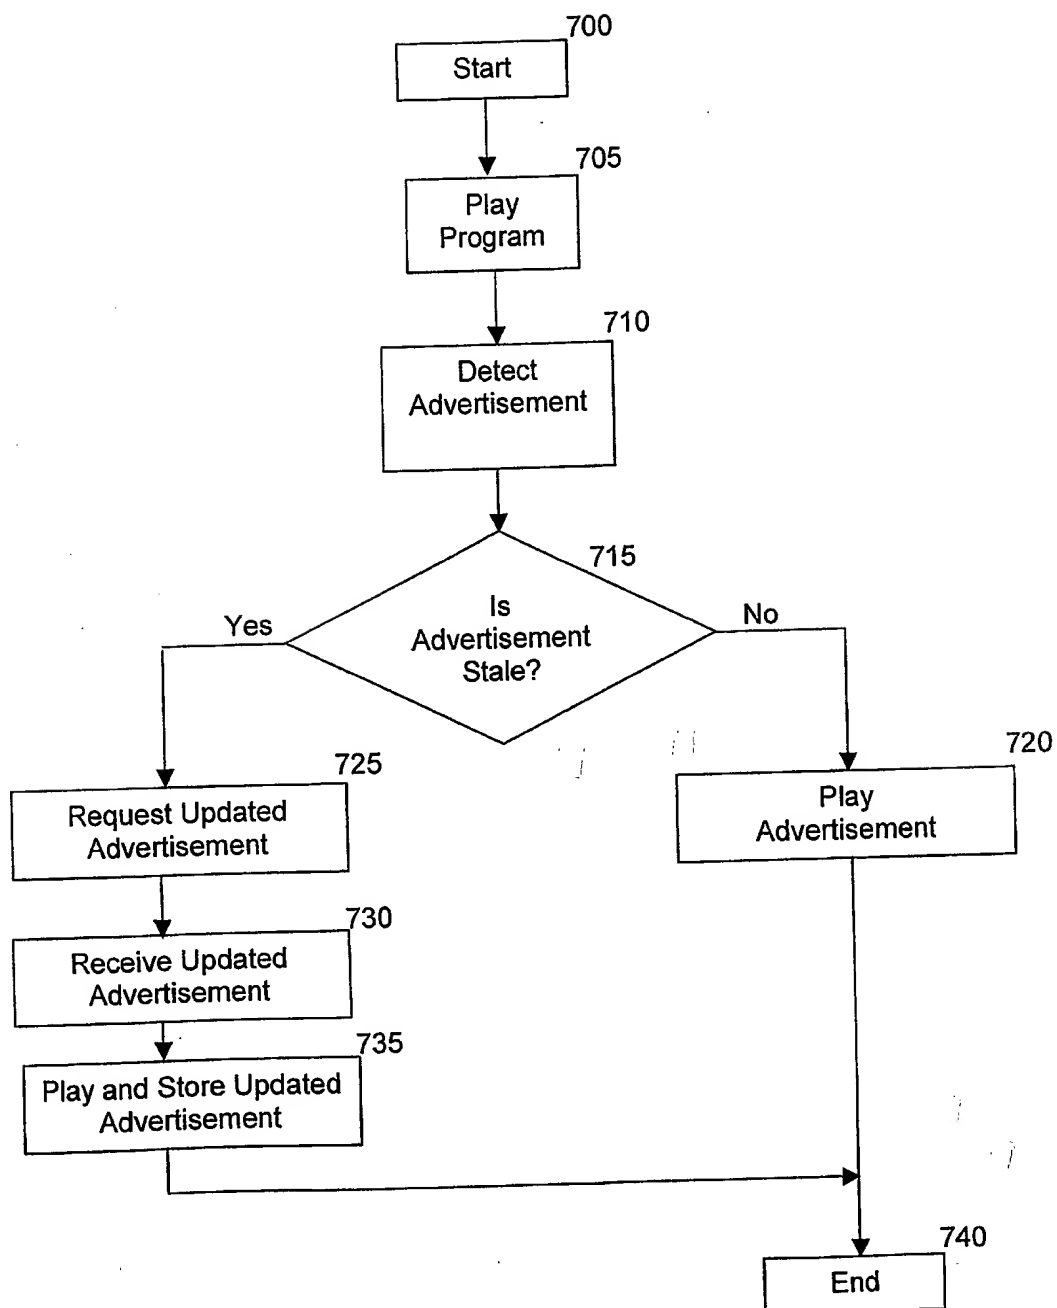 700
Start
705
Play
Program
710
Detect
Advertisement
715
Is
Advertisement
Stale?
Yes
No
720
Play
Advertisement
725
Request Updated
Advertisement
730
Receive Updated
Advertisement
735
Play and Store Updated
Advertisement
740
End